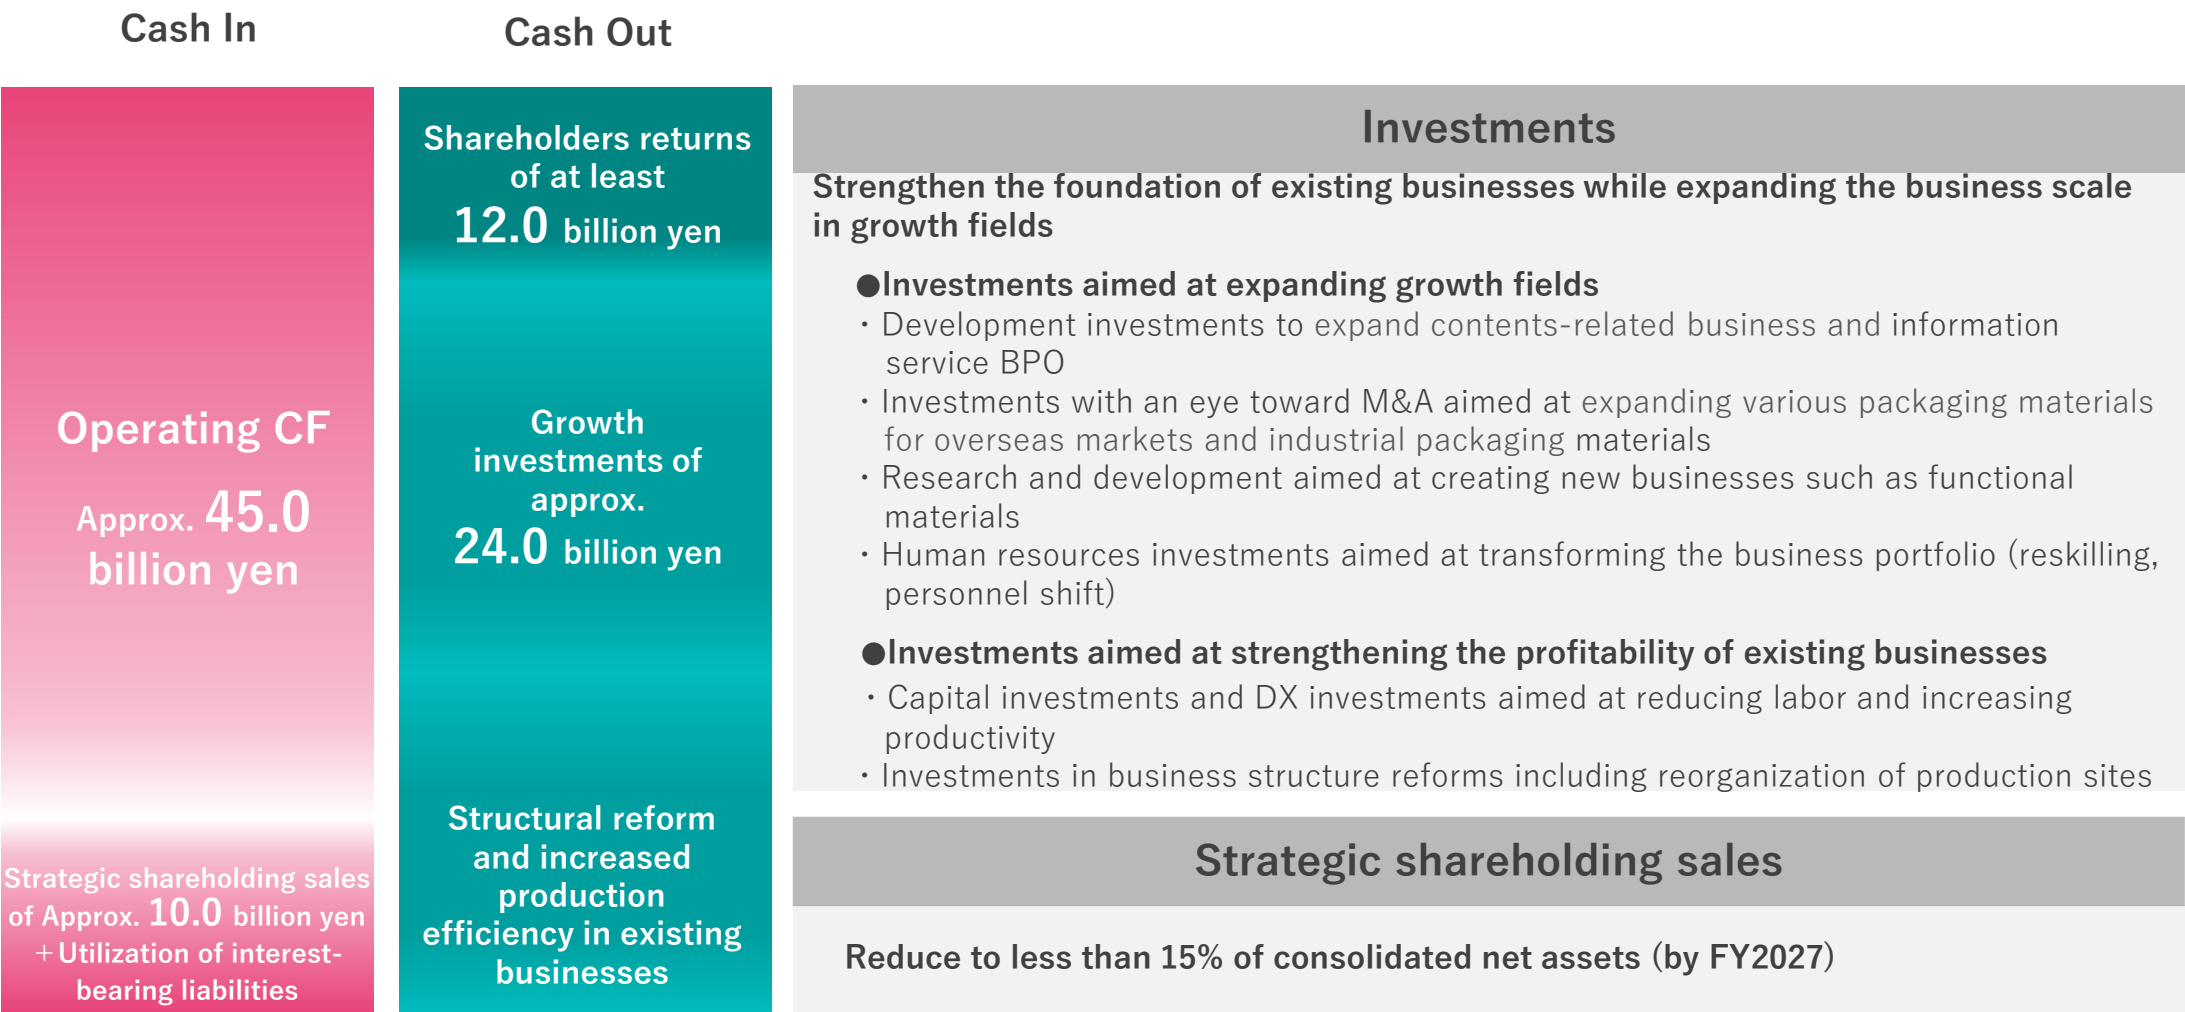 Cash In
Operating CF
Approx. 45.0
billion yen
Strategic shareholding sales
of Approx. 10.0 billion yen
＋Utilization of interest-
bearing liabilities
Cash Out
Shareholders returns
of at least
12.0 billion yen
Growth
investments of
approx.
24.0 billion yen
Structural reform
and increased
production
efficiency in existing
businesses
Investments
Strengthen the foundation of existing businesses while expanding the business scale
in growth fields
●Investments aimed at expanding growth fields
・Development investments to expand contents-related business and information
service BPO
・Investments with an eye toward M&A aimed at expanding various packaging materials
for overseas markets and industrial packaging materials
・Research and development aimed at creating new businesses such as functional
materials
・Human resources investments aimed at transforming the business portfolio (reskilling,
personnel shift)
●Investments aimed at strengthening the profitability of existing businesses
・Capital investments and DX investments aimed at reducing labor and increasing
productivity
・Investments in business structure reforms including reorganization of production sites
Strategic shareholding sales
Reduce to less than 15% of consolidated net assets (by FY2027)